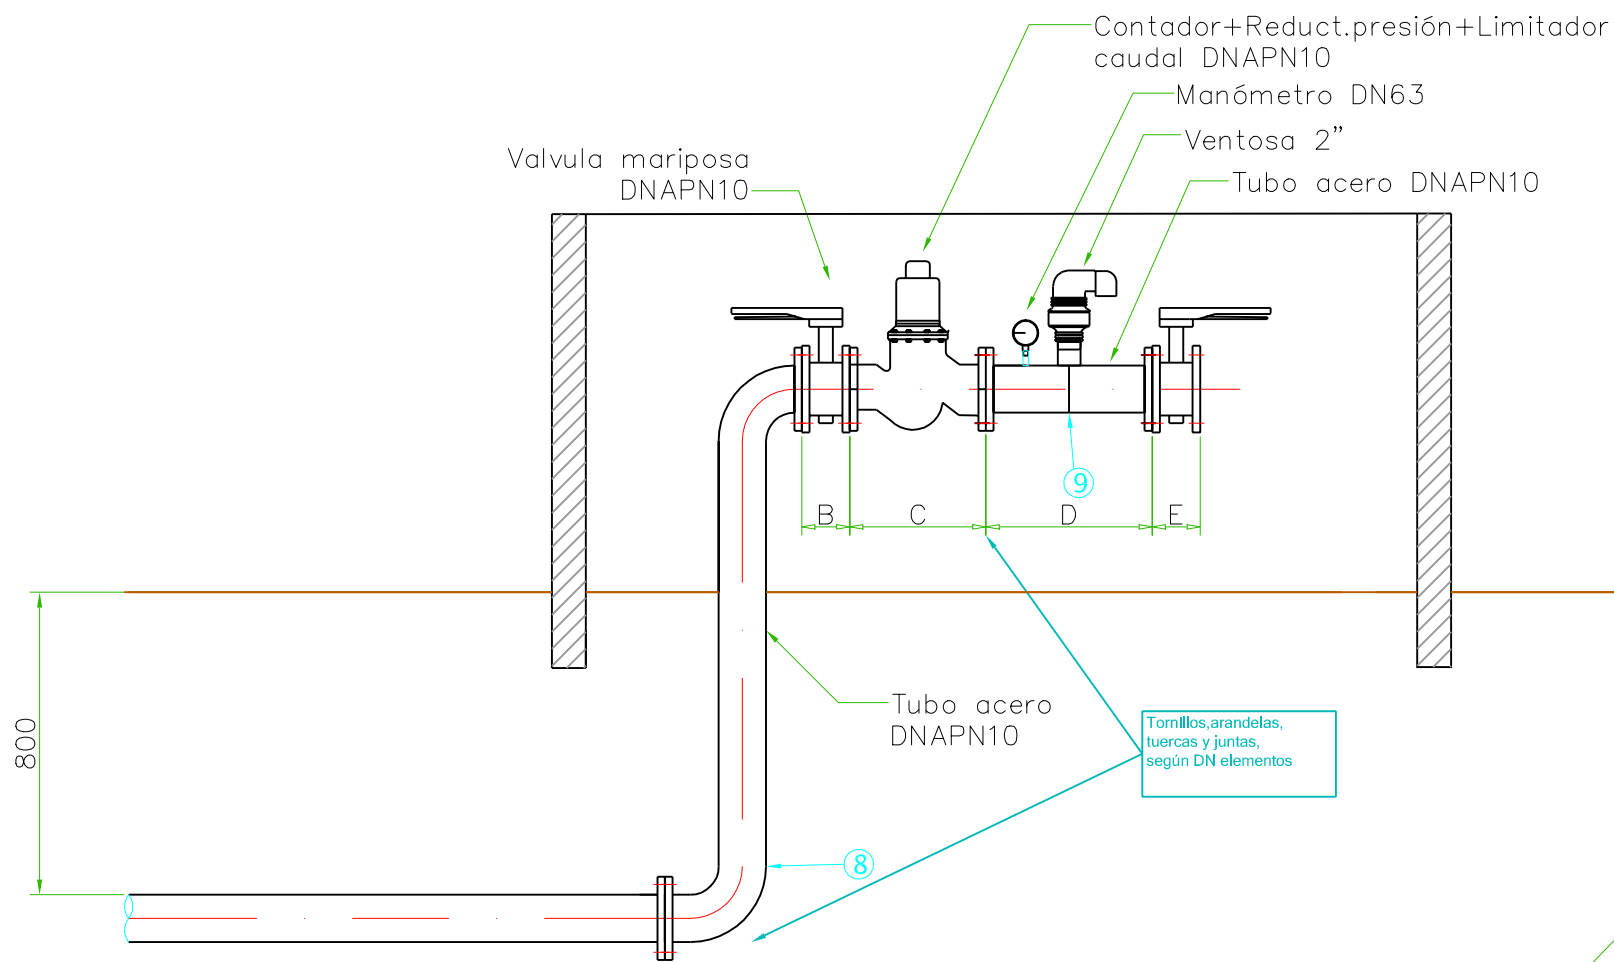 Contador+Reduct.presión+Limitador
caudal DNAPN10
Manómetro DN63
Ventosa 2”
Valvula mariposa
DNAPN10
Tubo acero DNAPN10
9
B
C
D
E
Tubo acero
DNAPN10
800
Tornillos,arandelas,
tuercas y juntas,
según DN elementos
8